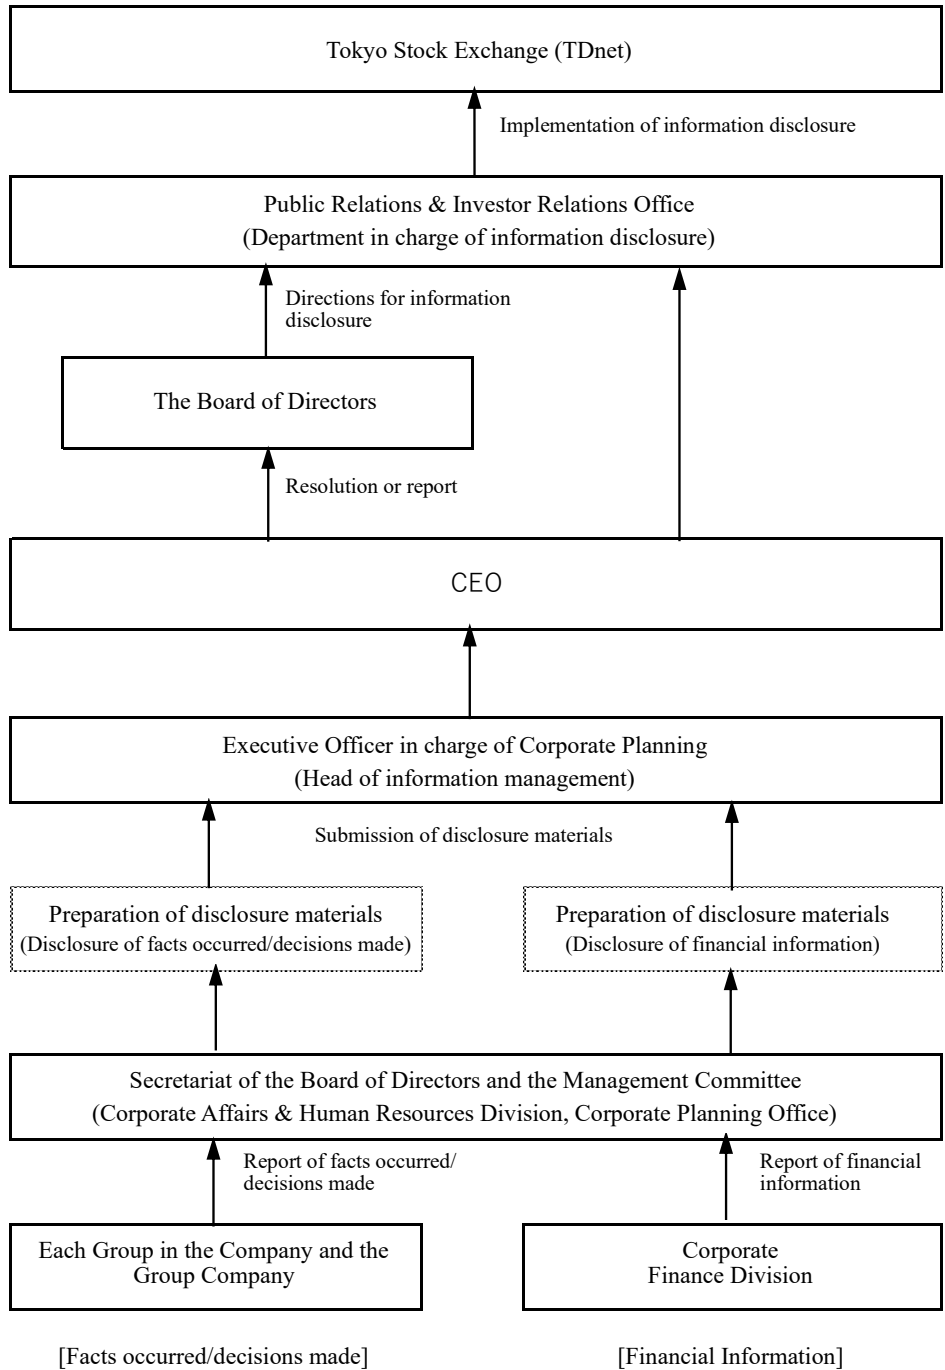 Tokyo Stock Exchange (TDnet)
Implementation of information disclosure
Public Relations & Investor Relations Office
(Department in charge of information disclosure)
Directions for information
disclosure
The Board of Directors
Resolution or report
CEO
Executive Officer in charge of Corporate Planning
(Head of information management)
Submission of disclosure materials
Preparation of disclosure materials
(Disclosure of facts occurred/decisions made)
Preparation of disclosure materials
(Disclosure of financial information)
Secretariat of the Board of Directors and the Management Committee
(Corporate Affairs & Human Resources Division, Corporate Planning Office)
Report of facts occurred/
decisions made
Report of financial
information
Each Group in the Company and the
Group Company
Corporate
Finance Division
[Facts occurred/decisions made]
[Financial Information]